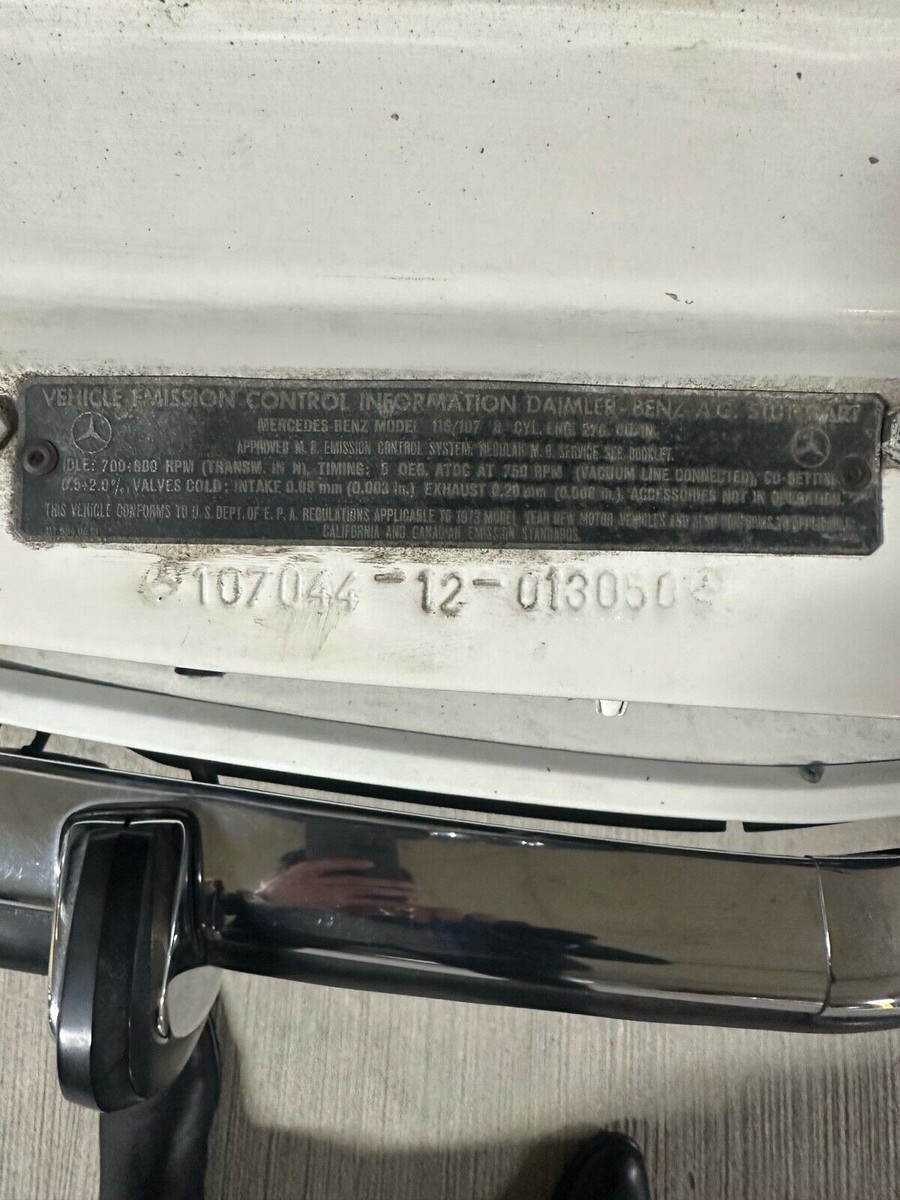 VEHICLE EMISSION CONTROL INFORMATION DAIMLER-BENZ A.G. STUTTGART
MERCEDES-BENZ MODEL 116/107 8 CYL. ENG. 276 CU. IN.
APPROVED M. B. EMISSION CONTROL SYSTEM. REGULAR M. B. SERVICE SEE BOOKLET.
IDLE: 700÷800 RPM (TRANSM. IN N), TIMING: 5 DEG. ATDC AT 750 RPM (VACUUM LINE CONNECTED), CO-SETTING
0.5÷2.0%, VALVES COLD: INTAKE 0.08 mm (0.003 in.) EXHAUST 0.20 mm (0.008 in.), ACCESSORIES NOT IN OPERATION.
THIS VEHICLE CONFORMS TO U. S. DEPT. OF E. P. A. REGULATIONS APPLICABLE TO 1973 MODEL YEAR NEW MOTOR VEHICLES AND
CALIFORNIA AND CANADIAN EMISSION STANDARDS.
107044-12-013050